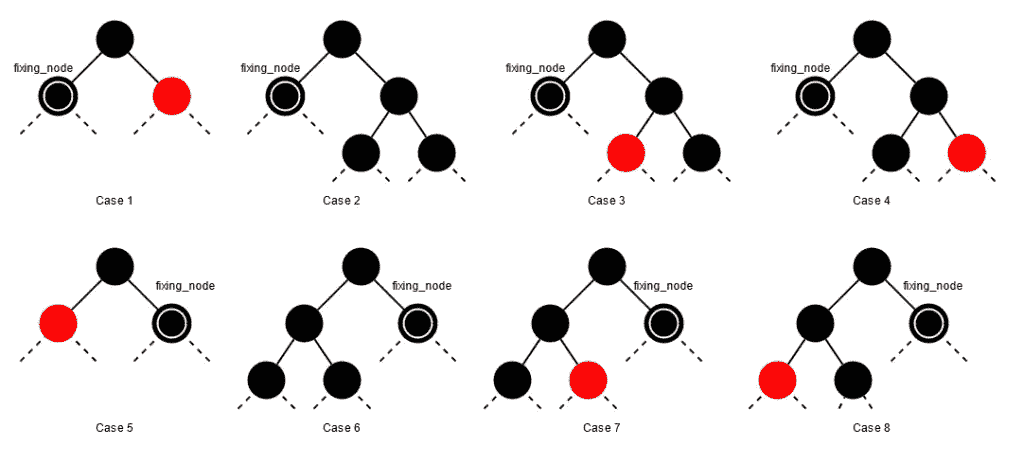 fixing_node
fixing_node
fixing_node
fixing_node
Case 1
Case 2
Case 3
Case 4
fixing_node
fixing_node
fixing_node
fixing_node
Case 5
Case 6
Case 7
Case 8